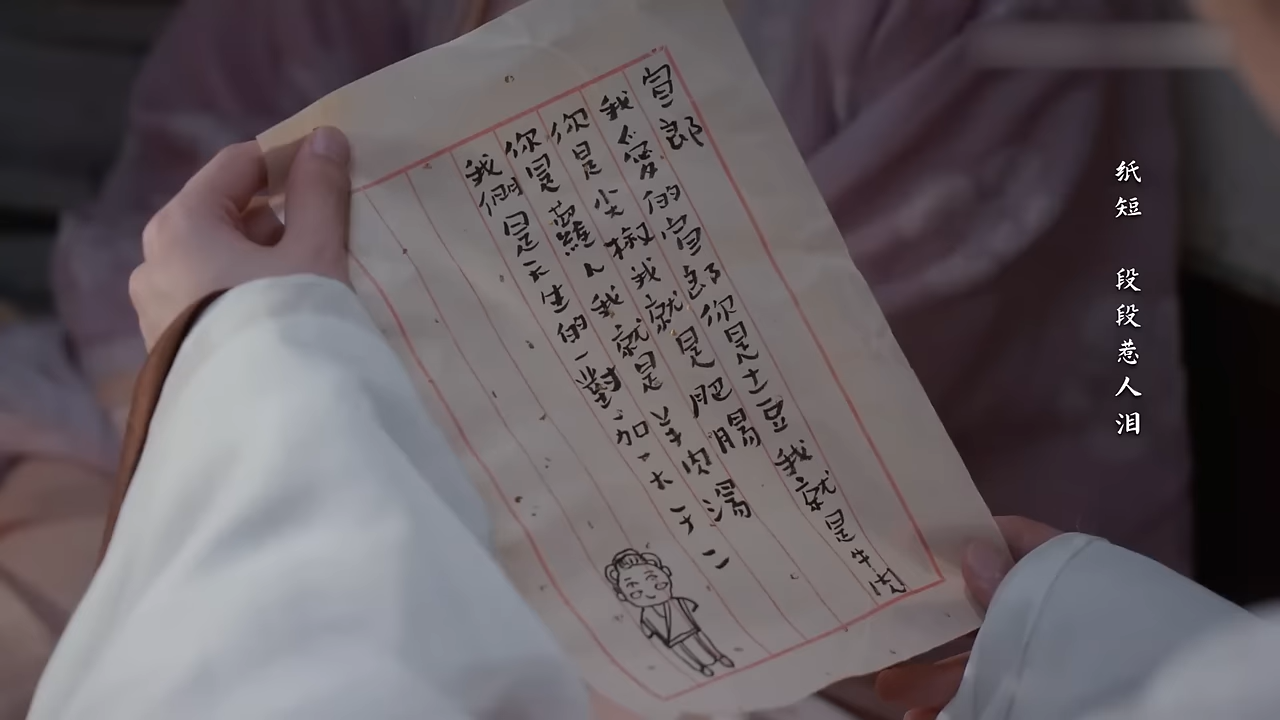 宣郎
我心愛的宣郎你是土豆我就是牛肉
你是尖椒我就是肥腸
你是蘿卜我就是羊肉湯
我們是天生的一對加一大于二
纸短 段段惹人泪